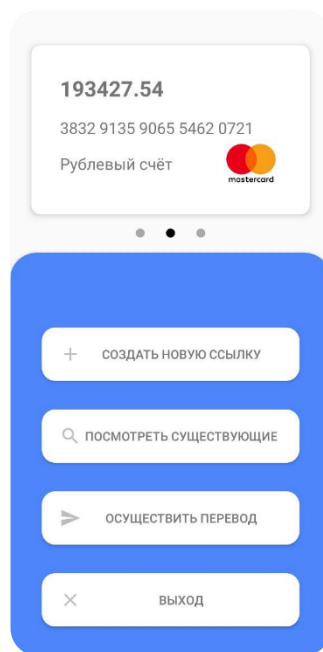 193427.54
3832 9135 9065 5462 0721
Рублевый счёт
mastercard
СОЗДАТЬ НОВУЮ ССЫЛКУ
ПОСМОТРЕТЬ СУЩЕСТВУЮЩИЕ
ОСУЩЕСТВИТЬ ПЕРЕВОД
ВЫХОД